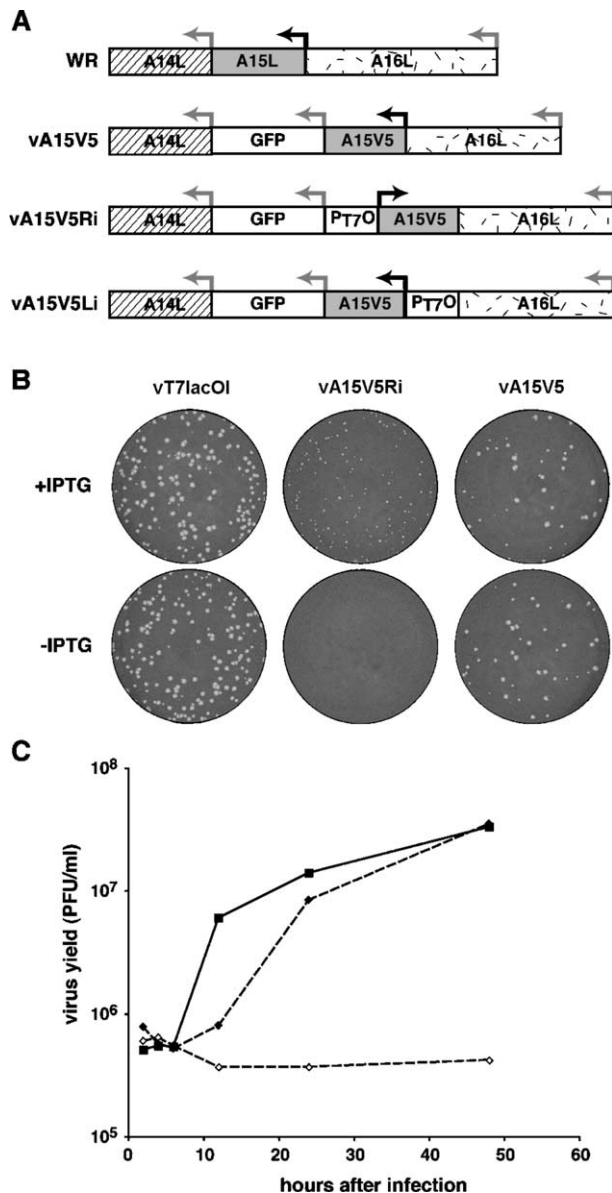 A
WR
A14L A15L A16L
vA15V5
A14L GFP A15V5 A16L
vA15V5Ri
A14L GFP PT7O A15V5 A16L
vA15V5Li
A14L GFP A15V5 PT7O A16L
B
vT7lacOI vA15V5Ri vA15V5
+IPTG
-IPTG
C
virus yield (PFU/ml)
10⁸
10⁷
10⁶
10⁵
0 10 20 30 40 50 60
hours after infection